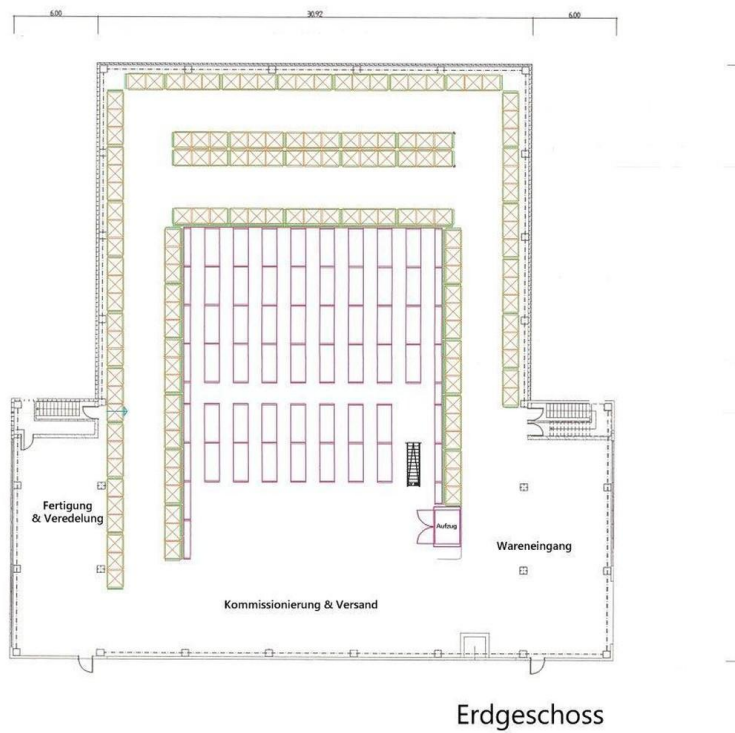 6.00 30.92 6.00
Fertigung
& Veredelung
Aufzug
Wareneingang
Kommissionierung & Versand
Erdgeschoss